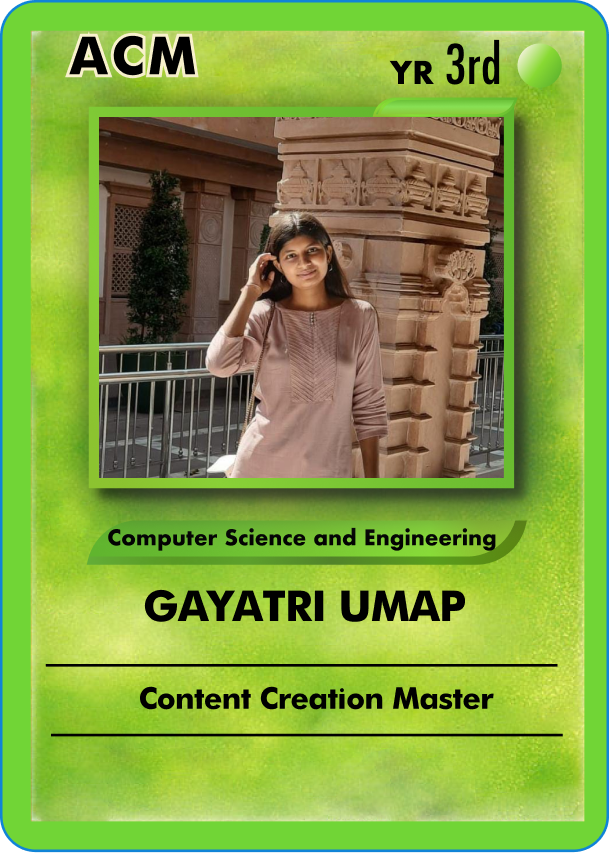 ACM
YR 3rd
Computer Science and Engineering
GAYATRI UMAP
Content Creation Master